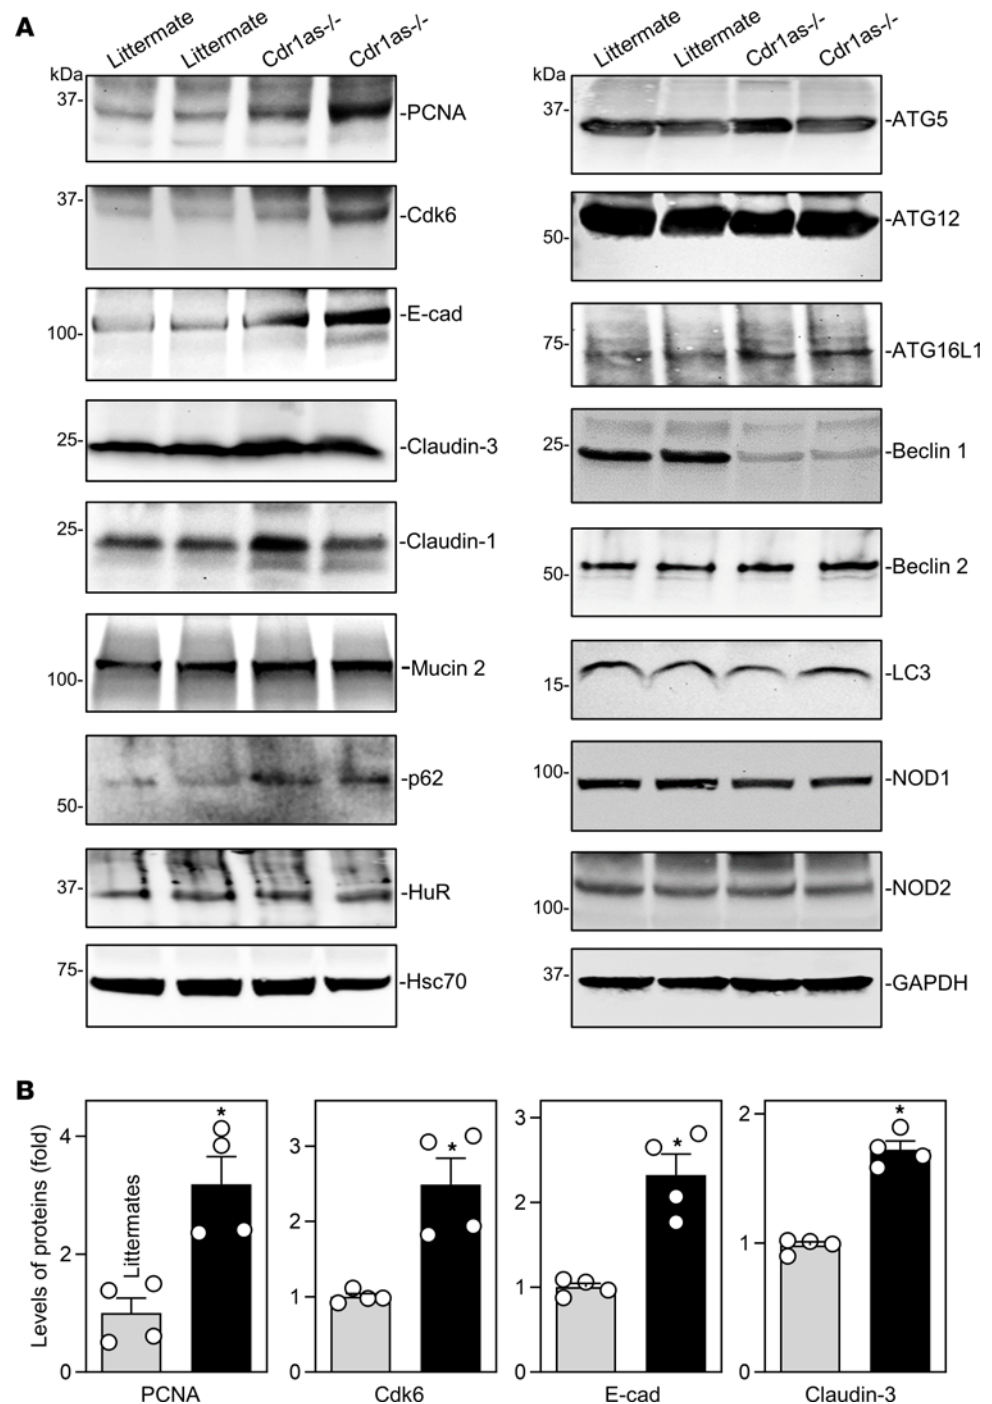 A
Littermate Littermate Cdr1as-/- Cdr1as-/-
kDa
37-
-PCNA
37-
-Cdk6
-E-cad
100-
25-
-Claudin-3
25-
-Claudin-1
-Mucin 2
100-
-p62
50-
37-
-HuR
75-
-Hsc70
Littermate Littermate Cdr1as-/- Cdr1as-/-
kDa
37-
-ATG5
-ATG12
50-
75-
-ATG16L1
25-
-Beclin 1
-Beclin 2
50-
-LC3
15-
100-
-NOD1
-NOD2
100-
37-
-GAPDH
B
Levels of proteins (fold)
4
2
0
Littermates
*
PCNA
3
2
1
0
*
Cdk6
3
2
1
0
*
E-cad
2
1
0
*
Claudin-3